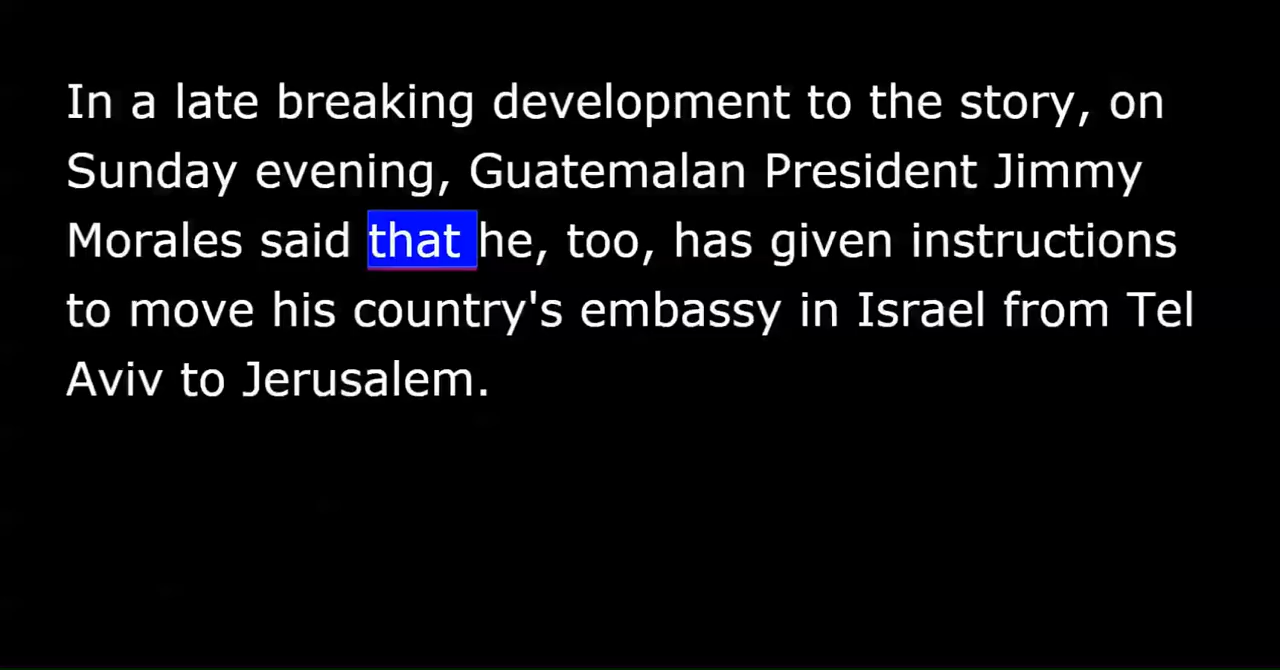 In a late breaking development to the story, on
Sunday evening, Guatemalan President Jimmy
Morales said that he, too, has given instructions
to move his country's embassy in Israel from Tel
Aviv to Jerusalem.